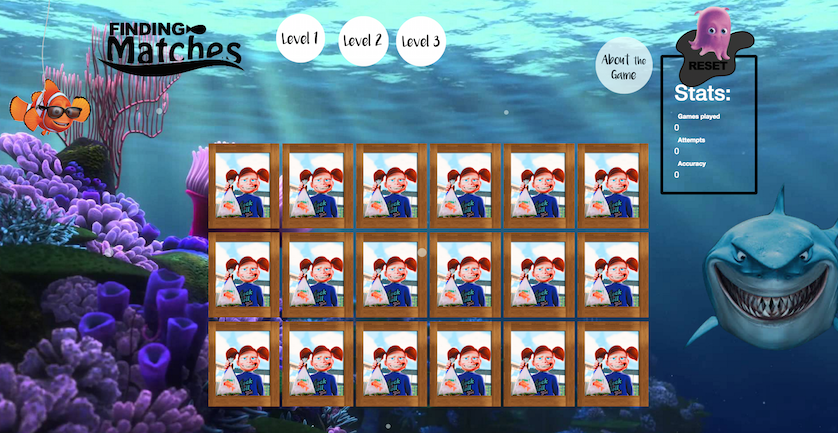 FINDING
Matches
Level 1
Level 2
Level 3
About the
Game
RESET
Stats:
Games played
0
Attempts
0
Accuracy
0